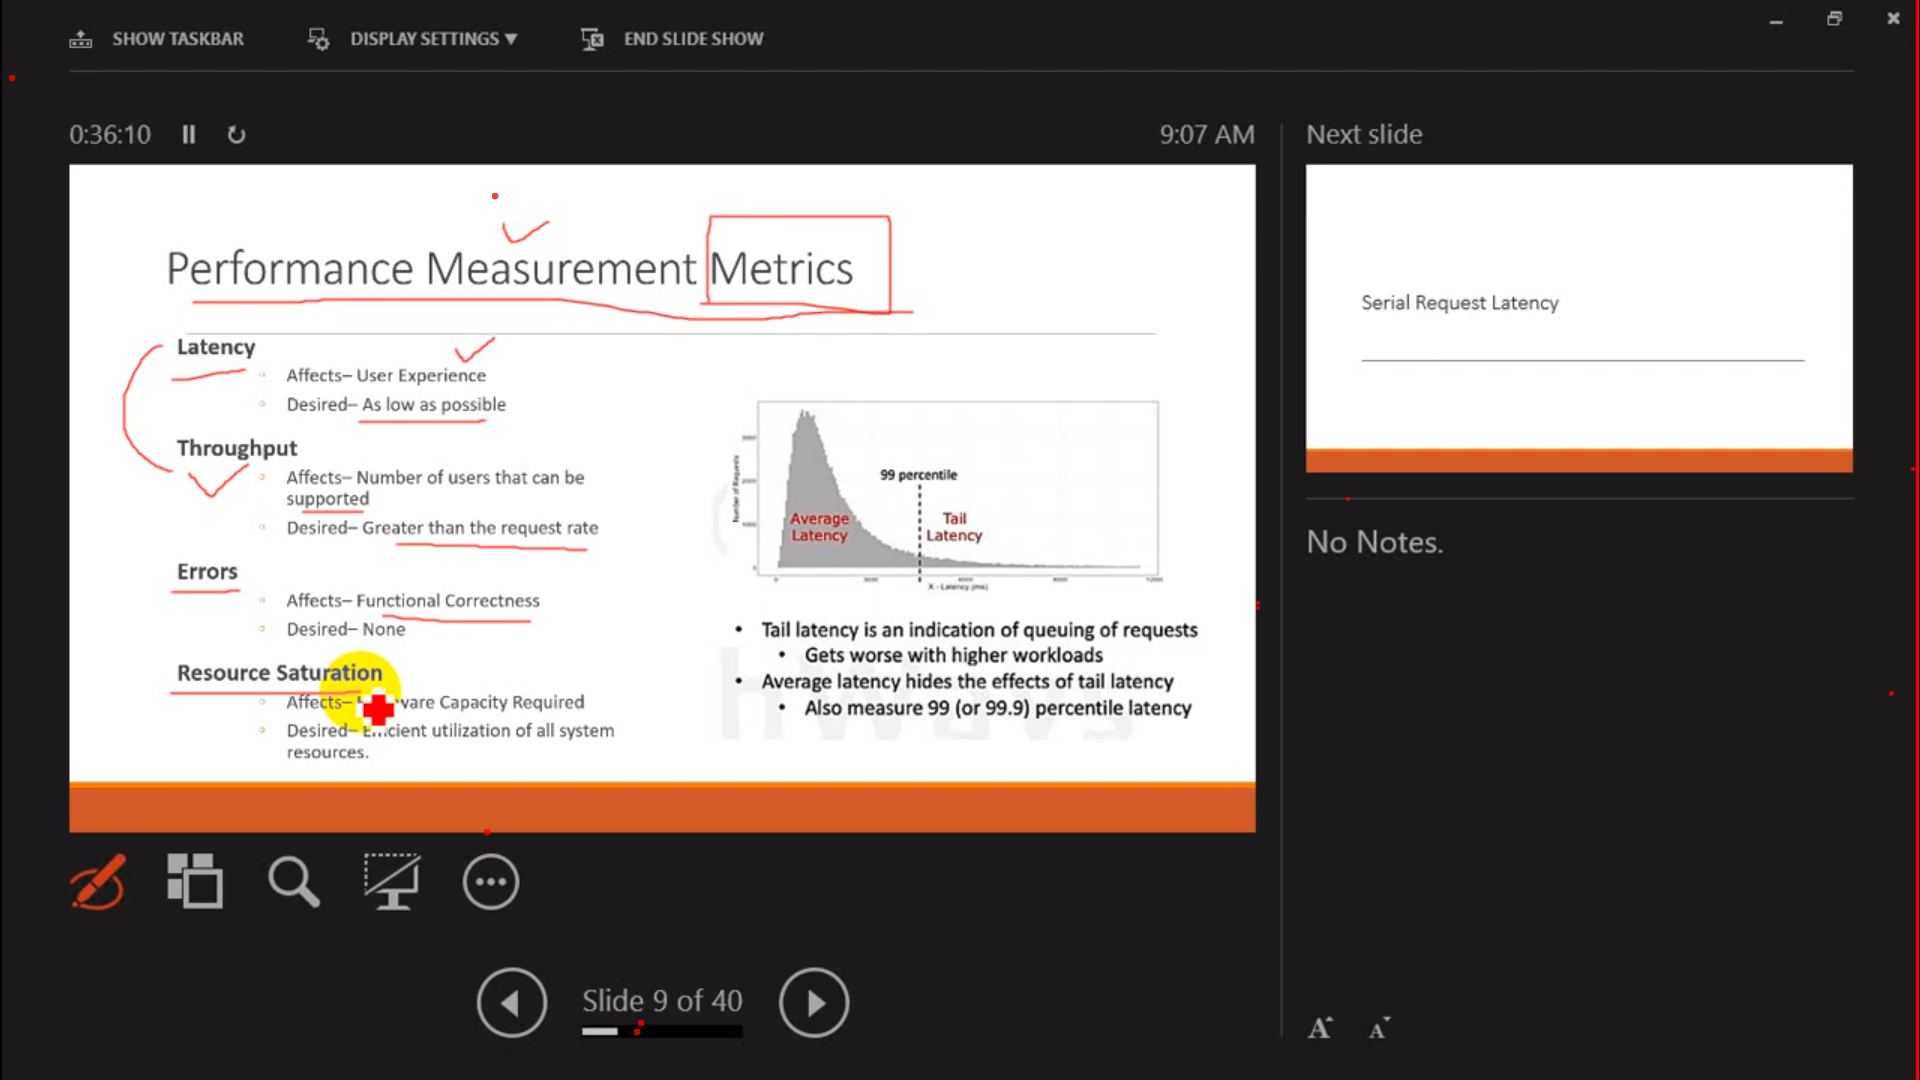 SHOW TASKBAR
DISPLAY SETTINGS ▼
END SLIDE SHOW
0:36:10
9:07 AM
Performance Measurement Metrics
Latency
Affects– User Experience
Desired– As low as possible
Throughput
Affects– Number of users that can be
supported
Desired– Greater than the request rate
Errors
Affects– Functional Correctness
Desired– None
Resource Saturation
Affects– Capacity Required
Desired– utilization of all system
resources.
Number of Requests
99 percentile
Average
Latency
Tail
Latency
X - Latency (ms)
• Tail latency is an indication of queuing of requests
• Gets worse with higher workloads
• Average latency hides the effects of tail latency
• Also measure 99 (or 99.9) percentile latency
Slide 9 of 40
Next slide
Serial Request Latency
No Notes.
A A